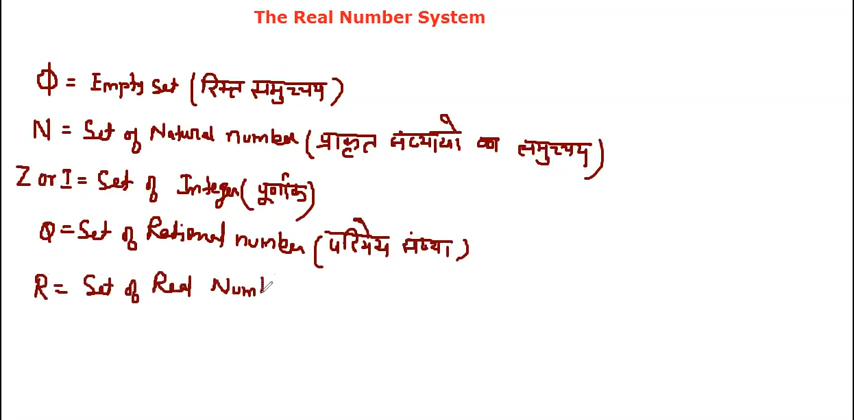 The Real Number System
Φ = Empty set (रिक्त समुच्चय)
N = Set of Natural number (प्राकृत संख्याओ का समुच्चय)
Z or I = Set of Integer (पूर्णांक)
Q = Set of Rational number (परिमेय संख्या)
R = Set of Real Numb